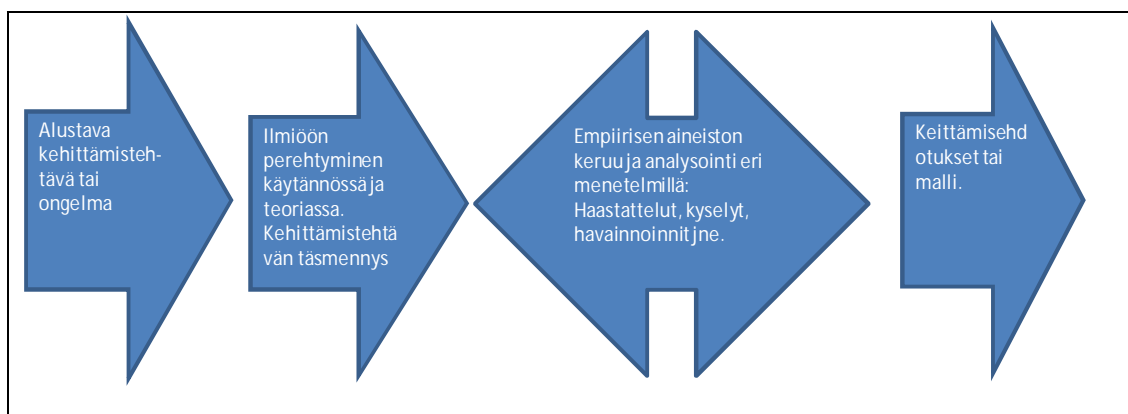 Alustava
kehittämisteh-
tävä tai
ongelma
Ilmiöön
perehtyminen
käytännössä ja
teoriassa.
Kehittämistehtä
vän täsmennys
Empiirisen aineiston
keruu ja analysointi eri
menetelmillä:
Haastattelut, kyselyt,
havainnoinnit jne.
Keittämisehd
otukset tai
malli.